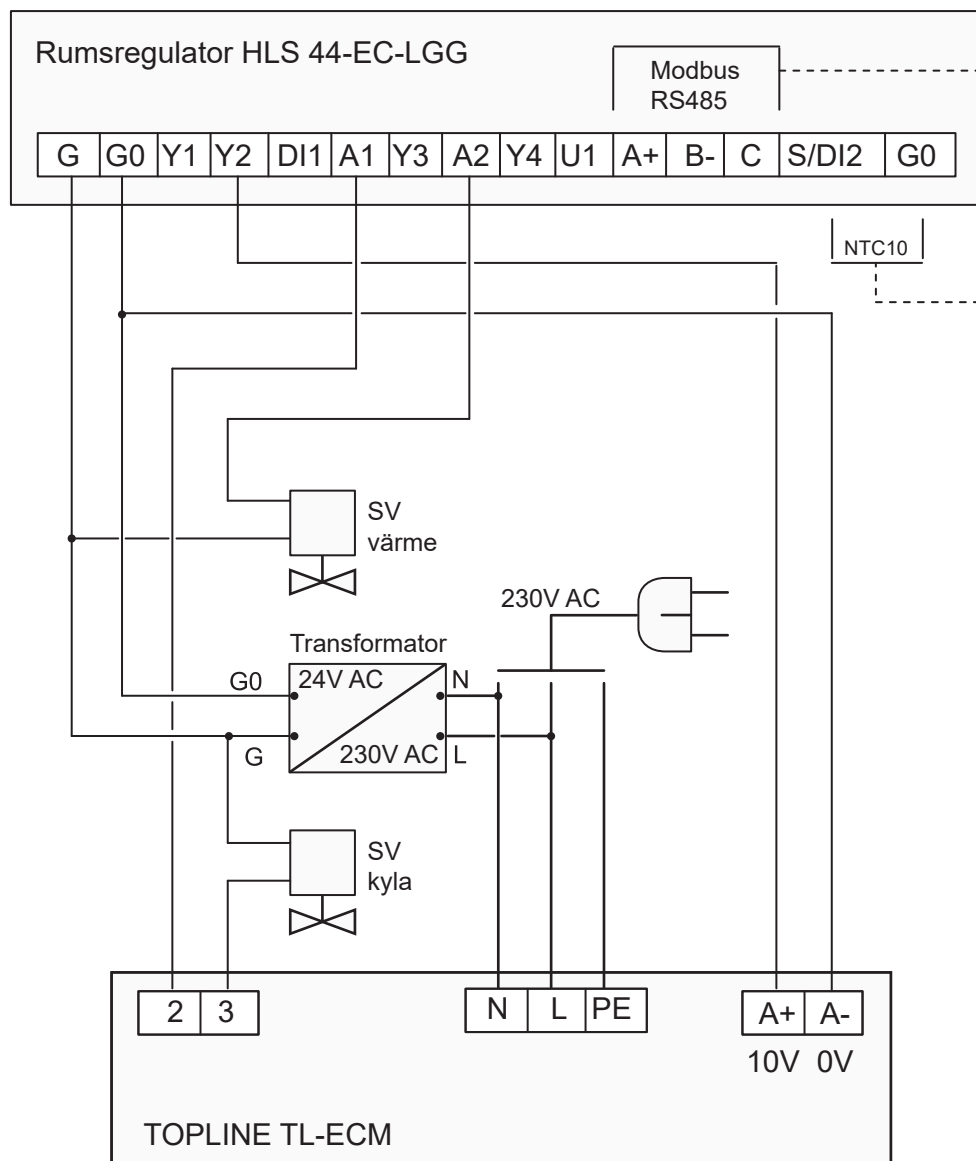 Rumsregulator HLS 44-EC-LGG
Modbus
RS485
G G0 Y1 Y2 DI1 A1 Y3 A2 Y4 U1 A+ B- C S/DI2 G0
NTC10
SV
värme
230V AC
Transformator
G0 24V AC N
G 230V AC L
SV
kyla
2 3 N L PE A+ A-
10V 0V
TOPLINE TL-ECM